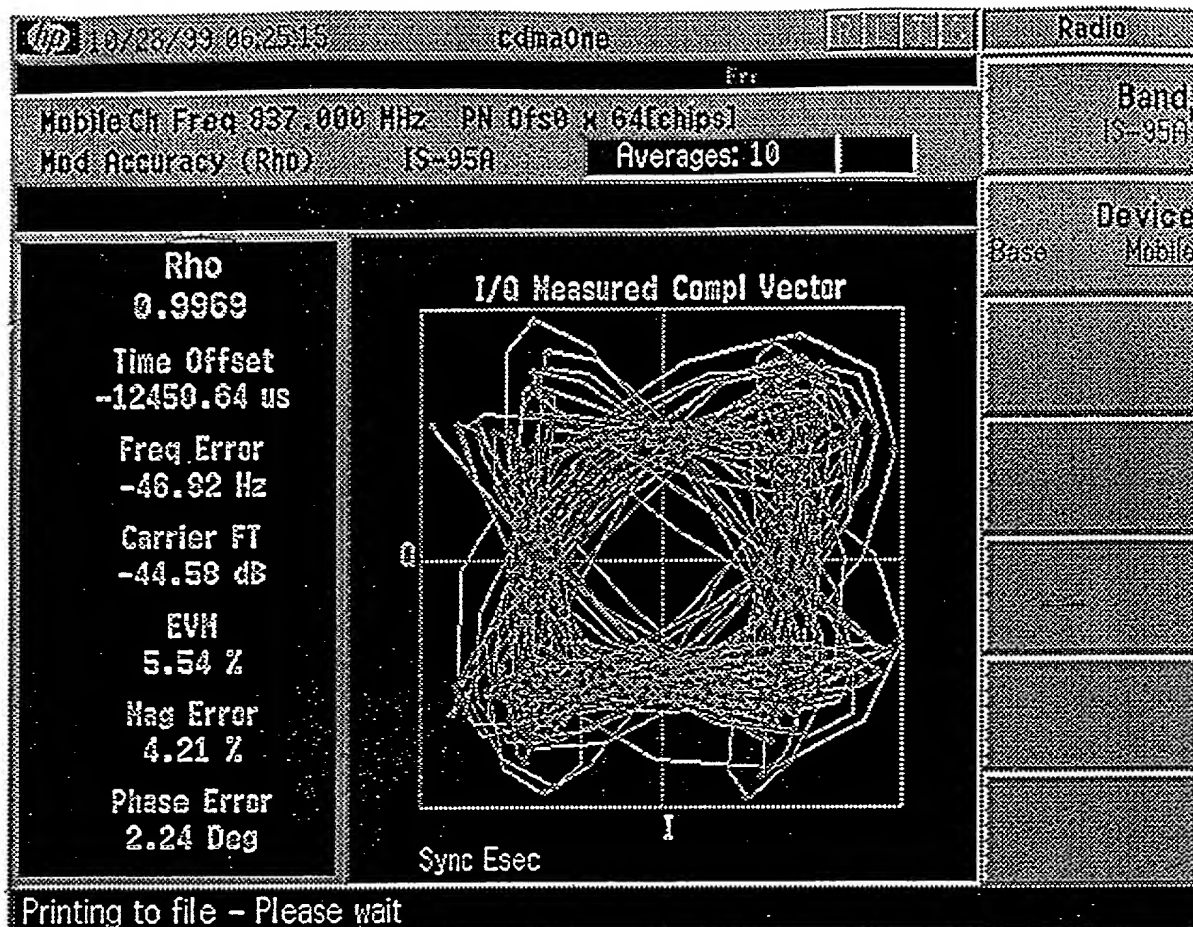 hp 10/28/99 06:25:15 cdmaOne
Err
Mobile Ch Freq 837.000 MHz PN Ofs0 x 64[chips]
Mod Accuracy (Rho) IS-95A Averages: 10
Rho
0.9969
Time Offset
-12450.64 us
Freq Error
-46.92 Hz
Carrier FT
-44.58 dB
EVM
5.54 %
Mag Error
4.21 %
Phase Error
2.24 Deg
I/Q Measured Compl Vector
Q
I
Sync Esec
Radio
Band
IS-95A
Device
Base Mobile
Printing to file - Please wait